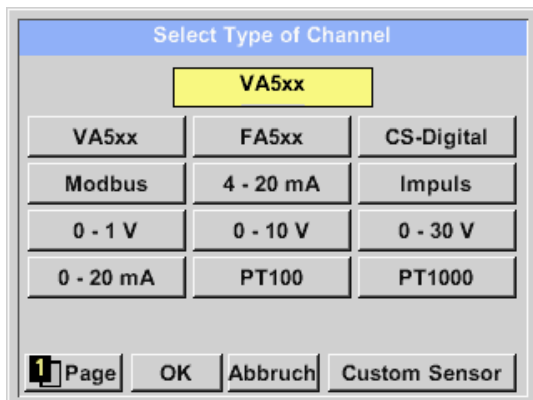 Select Type of Channel
VA5xx
VA5xx FA5xx CS-Digital
Modbus 4 - 20 mA Impuls
0 - 1 V 0 - 10 V 0 - 30 V
0 - 20 mA PT100 PT1000
1 Page OK Abbruch Custom Sensor